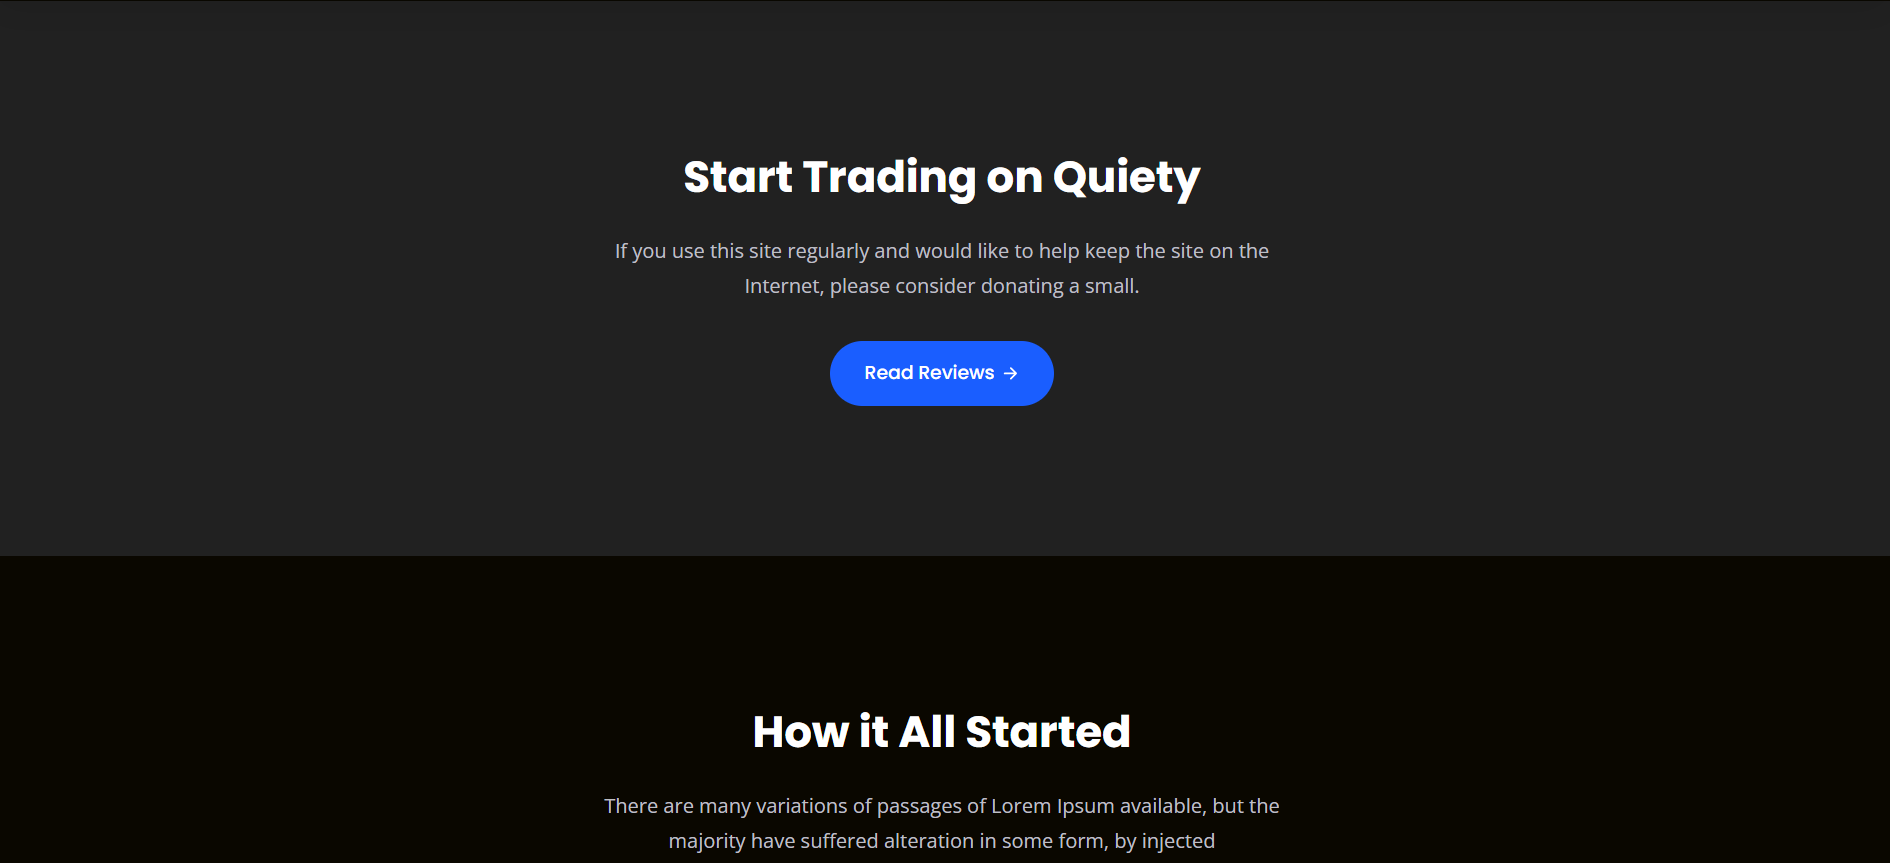 Start Trading on Quiety
If you use this site regularly and would like to help keep the site on the
Internet, please consider donating a small.
Read Reviews →
How it All Started
There are many variations of passages of Lorem Ipsum available, but the
majority have suffered alteration in some form, by injected